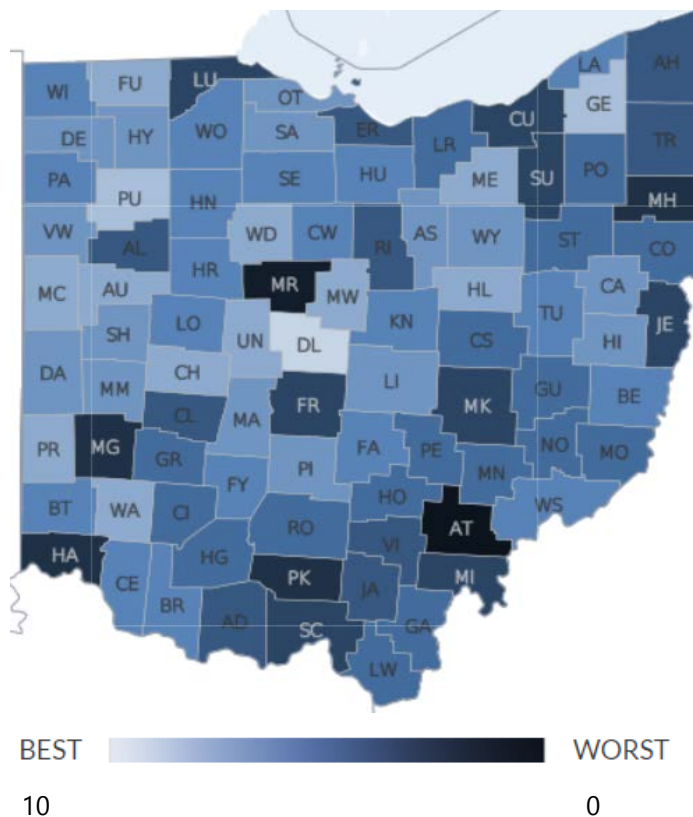 WI FU LU OT LA AH
DE HY WO SA ER CU GE
LR TR
PA PU HN SE HU ME SU PO MH
VW AL HR WD CW RI AS WY ST CO
MC AU MR MW HL CA
SH LO UN DL KN CS TU HI JE
DA MM CH LI GU BE
CL MA FR MK
PR MG GR FA PE NO MO
PI MN
BT WA CI FY HO WS
RO AT
HA HG VI
CE PK JA MI
BR AD SC GA
LW
BEST WORST
10 0